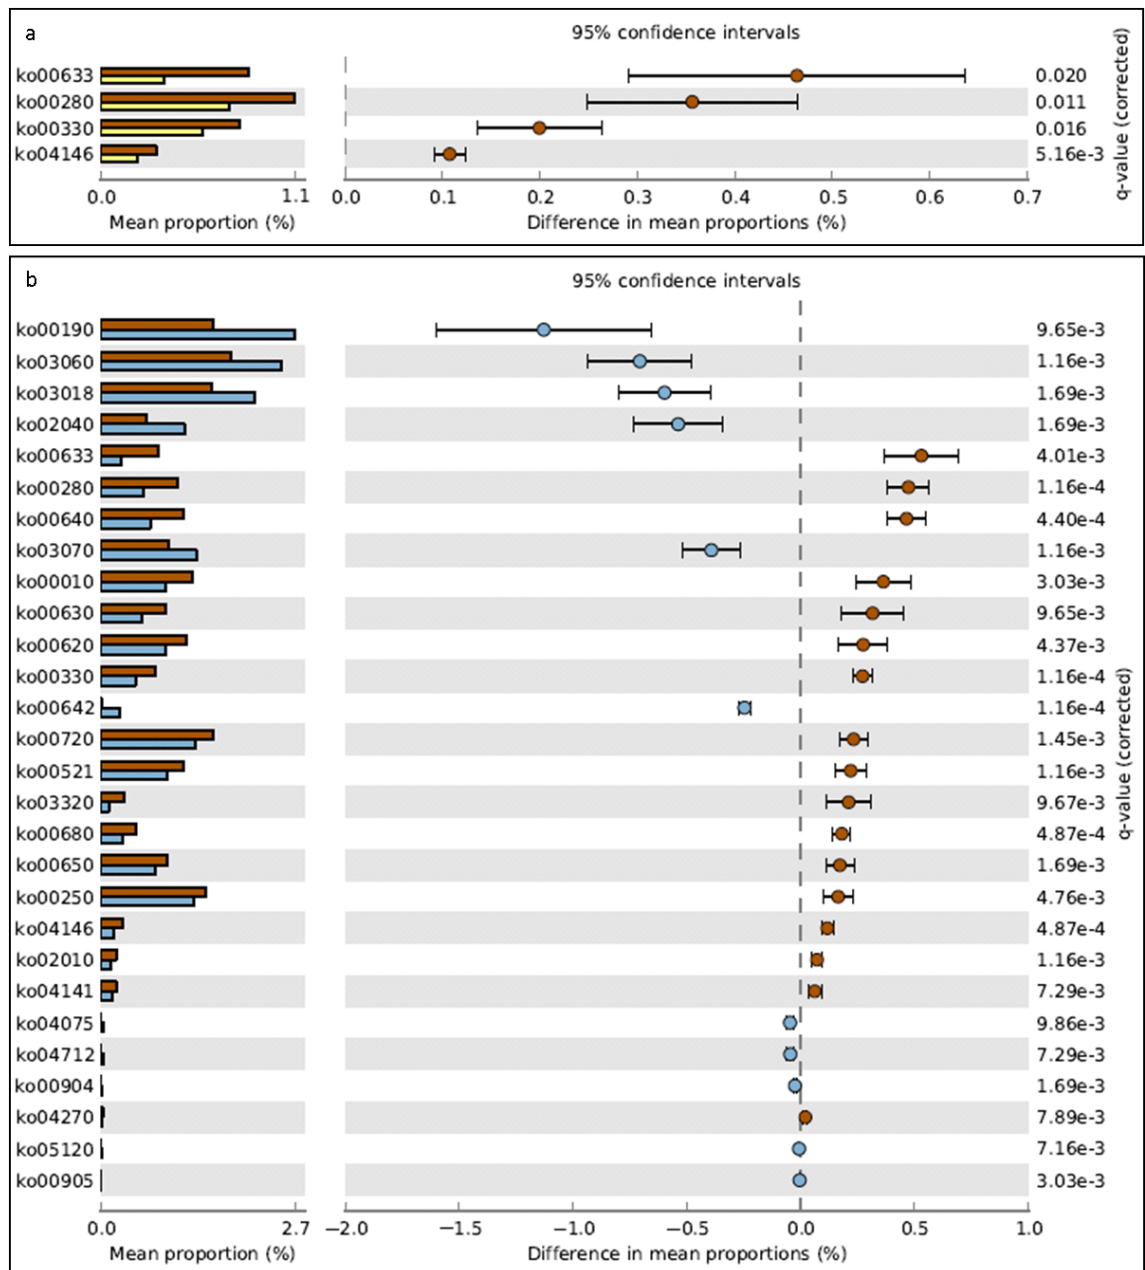 a
95% confidence intervals
ko00633 0.020
ko00280 0.011
ko00330 0.016
ko04146 5.16e-3
q-value (corrected)
0.0 1.1 0.0 0.1 0.2 0.3 0.4 0.5 0.6 0.7
Mean proportion (%) Difference in mean proportions (%)
b
95% confidence intervals
ko00190 9.65e-3
ko03060 1.16e-3
ko03018 1.69e-3
ko02040 1.69e-3
ko00633 4.01e-3
ko00280 1.16e-4
ko00640 4.40e-4
ko03070 1.16e-3
ko00010 3.03e-3
ko00630 9.65e-3
ko00620 4.37e-3
ko00330 1.16e-4
ko00642 1.16e-4
ko00720 1.45e-3
ko00521 1.16e-3
ko03320 9.67e-3
ko00680 4.87e-4
ko00650 1.69e-3
ko00250 4.76e-3
ko04146 4.87e-4
ko02010 1.16e-3
ko04141 7.29e-3
ko04075 9.86e-3
ko04712 7.29e-3
ko00904 1.69e-3
ko04270 7.89e-3
ko05120 7.16e-3
ko00905 3.03e-3
q-value (corrected)
0.0 2.7 −2.0 −1.5 −1.0 −0.5 0.0 0.5 1.0
Mean proportion (%) Difference in mean proportions (%)